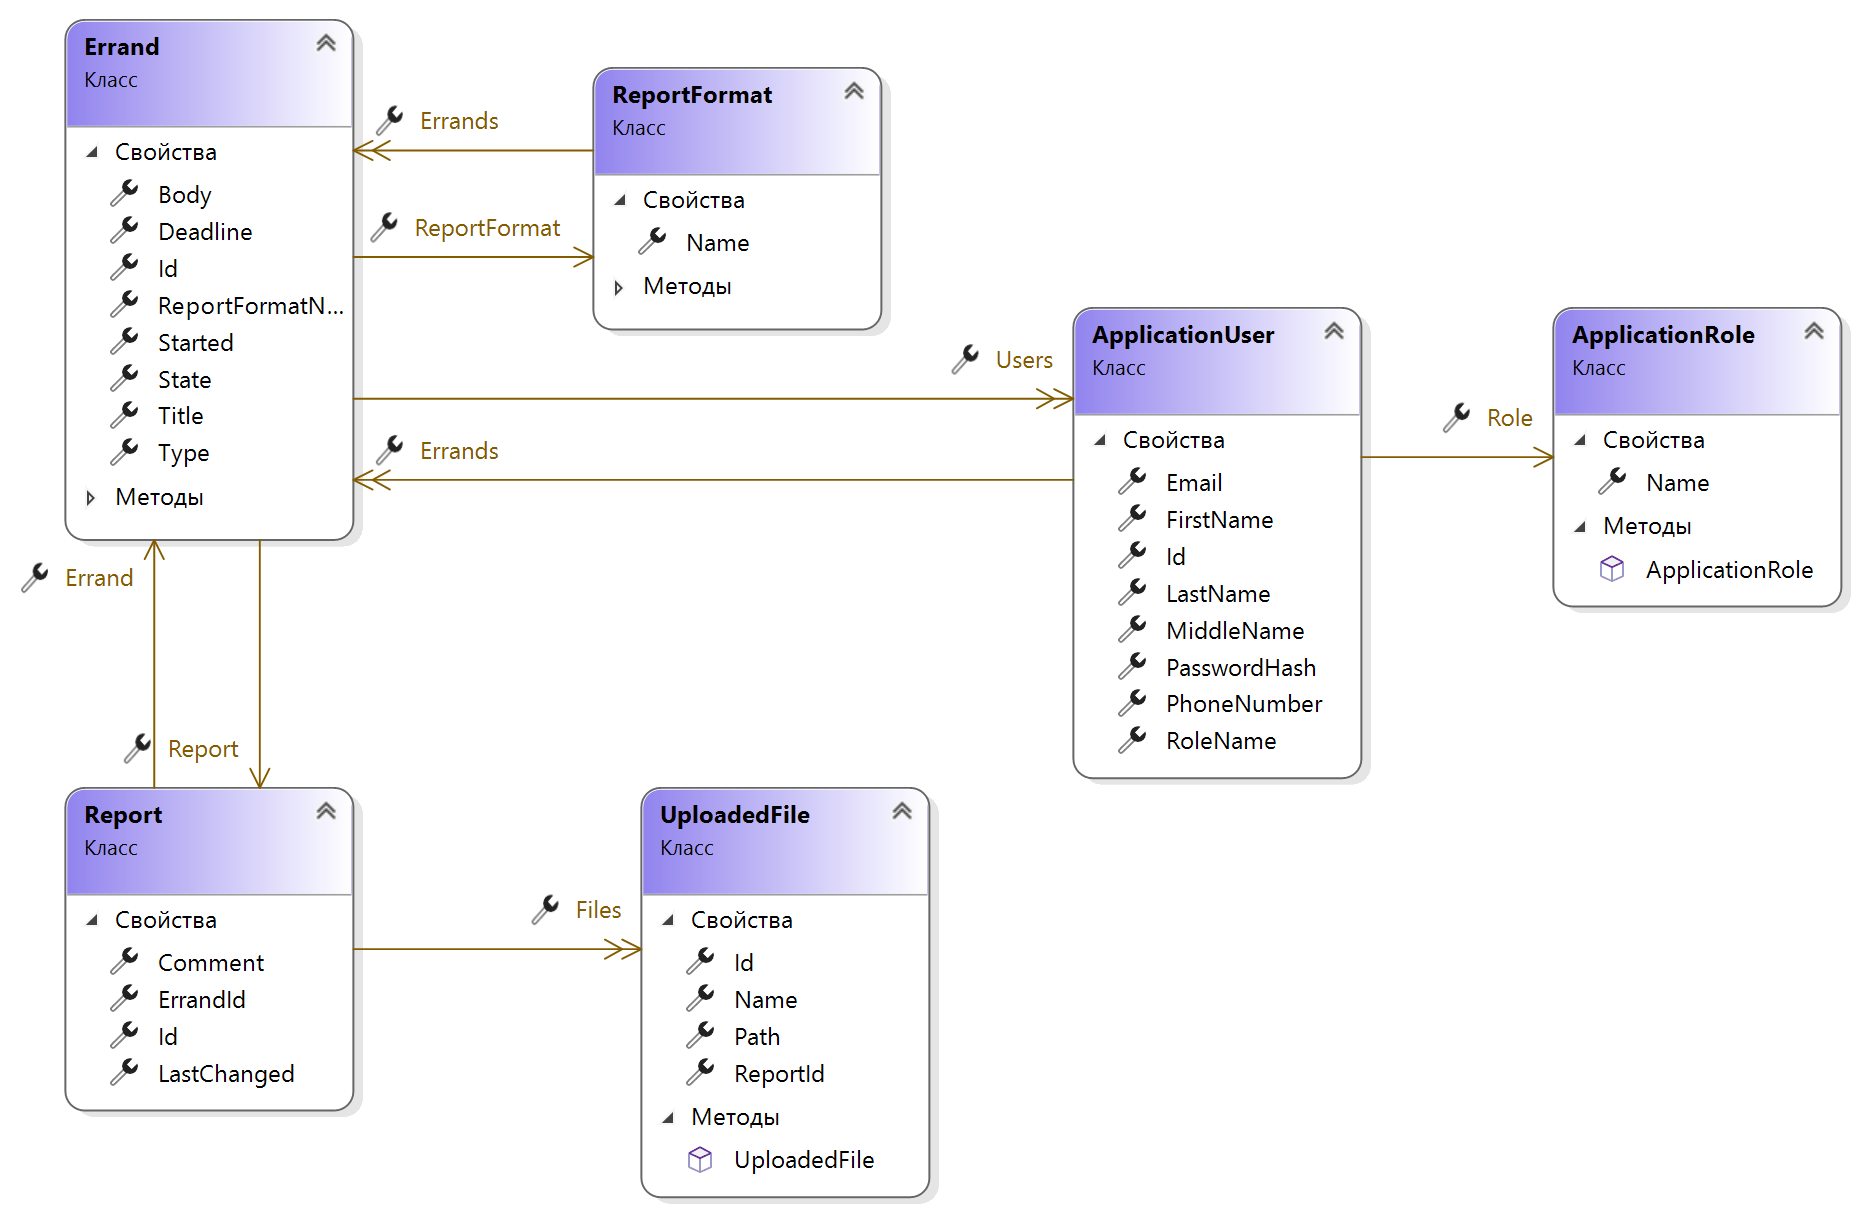 Errand
Класс
Свойства
Body
Deadline
Id
ReportFormatN...
Started
State
Title
Type
Методы
Errands
ReportFormat
ReportFormat
Класс
Свойства
Name
Методы
Users
Errands
ApplicationUser
Класс
Свойства
Email
FirstName
Id
LastName
MiddleName
PasswordHash
PhoneNumber
RoleName
Role
ApplicationRole
Класс
Свойства
Name
Методы
ApplicationRole
Errand
Report
Report
Класс
Свойства
Comment
ErrandId
Id
LastChanged
Files
UploadedFile
Класс
Свойства
Id
Name
Path
ReportId
Методы
UploadedFile